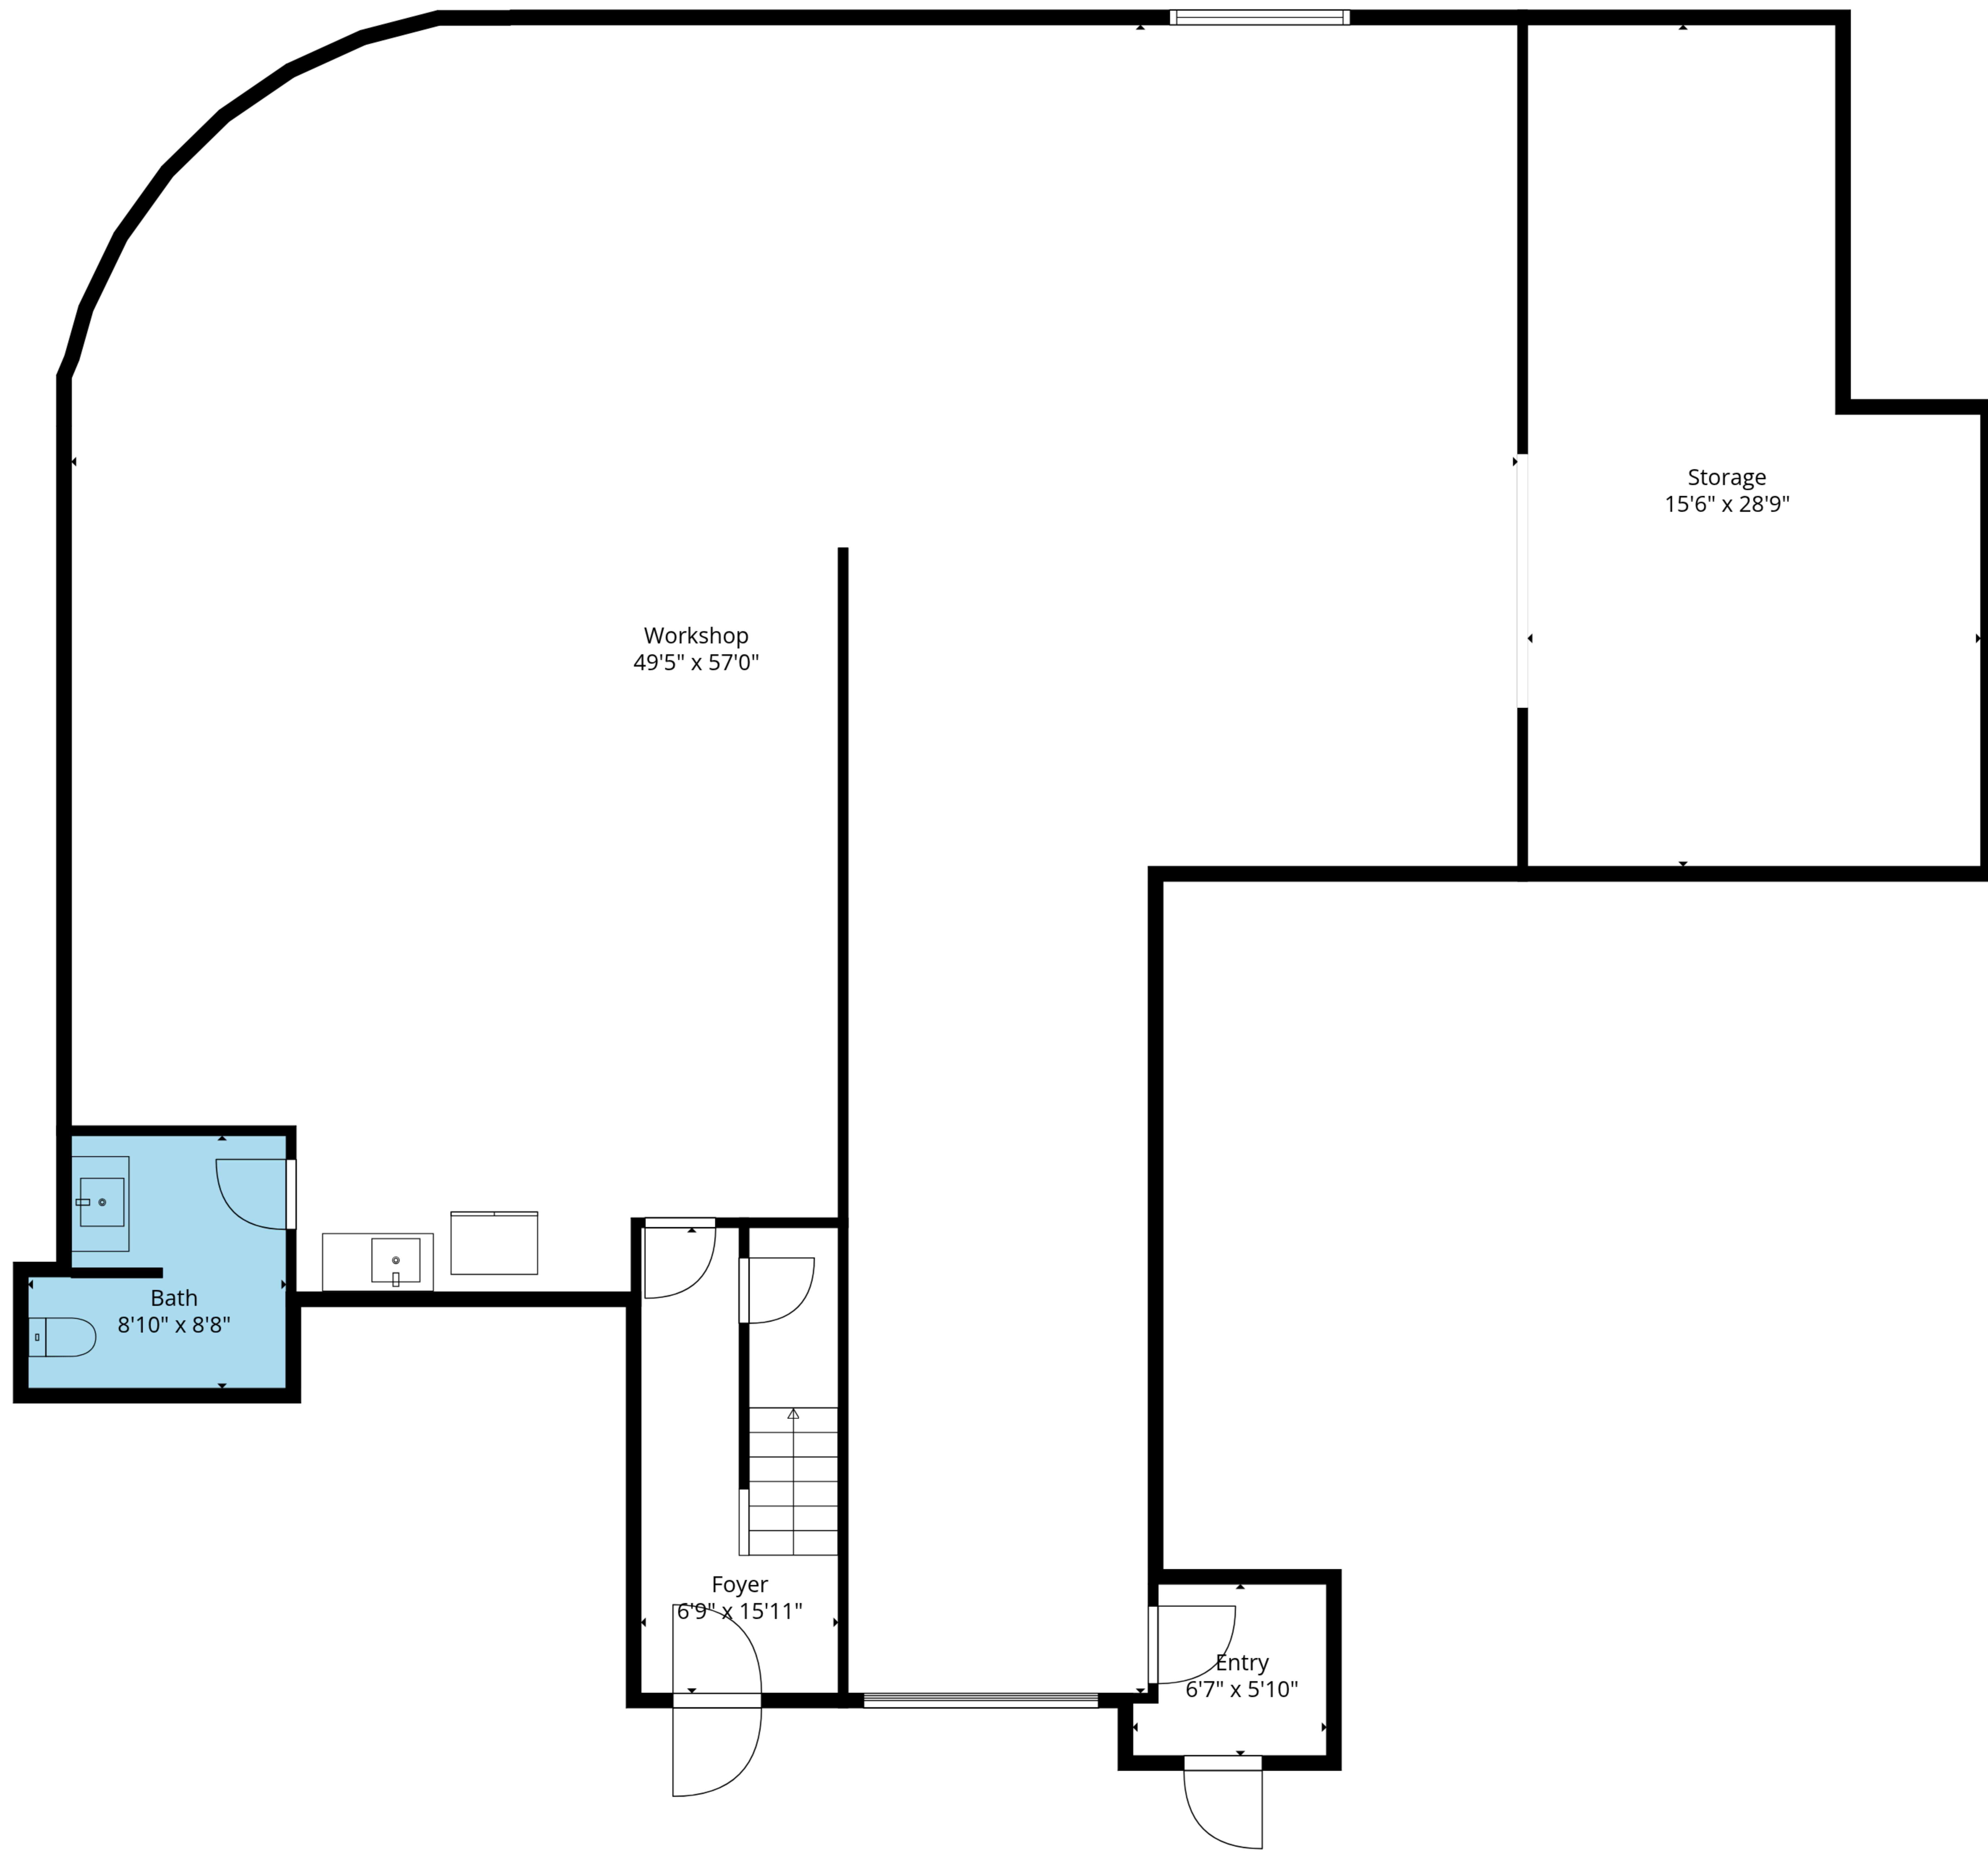 Storage
15'6" x 28'9"
Workshop
49'5" x 57'0"
Bath
8'10" x 8'8"
Foyer
6'9" x 15'11"
Entry
6'7" x 5'10"